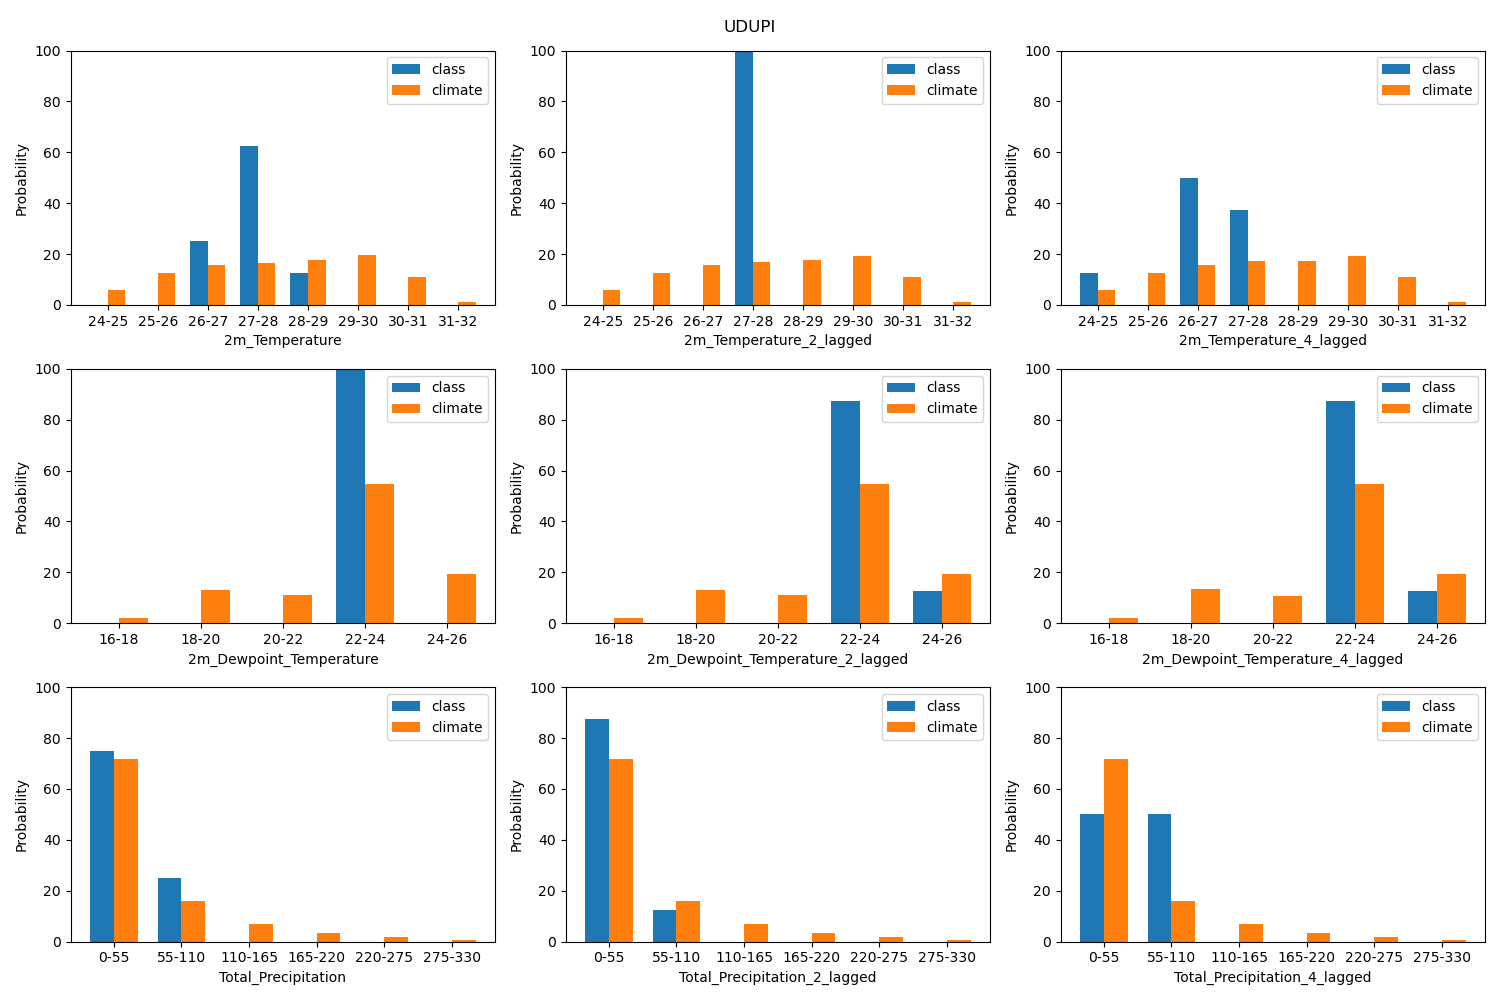 UDUPI
Probability
100
80
60
40
20
0
class
climate
24-25 25-26 26-27 27-28 28-29 29-30 30-31 31-32
2m_Temperature
Probability
100
80
60
40
20
0
class
climate
24-25 25-26 26-27 27-28 28-29 29-30 30-31 31-32
2m_Temperature_2_lagged
Probability
100
80
60
40
20
0
class
climate
24-25 25-26 26-27 27-28 28-29 29-30 30-31 31-32
2m_Temperature_4_lagged
Probability
100
80
60
40
20
0
class
climate
16-18 18-20 20-22 22-24 24-26
2m_Dewpoint_Temperature
Probability
100
80
60
40
20
0
class
climate
16-18 18-20 20-22 22-24 24-26
2m_Dewpoint_Temperature_2_lagged
Probability
100
80
60
40
20
0
class
climate
16-18 18-20 20-22 22-24 24-26
2m_Dewpoint_Temperature_4_lagged
Probability
100
80
60
40
20
0
class
climate
0-55 55-110 110-165 165-220 220-275 275-330
Total_Precipitation
Probability
100
80
60
40
20
0
class
climate
0-55 55-110 110-165 165-220 220-275 275-330
Total_Precipitation_2_lagged
Probability
100
80
60
40
20
0
class
climate
0-55 55-110 110-165 165-220 220-275 275-330
Total_Precipitation_4_lagged